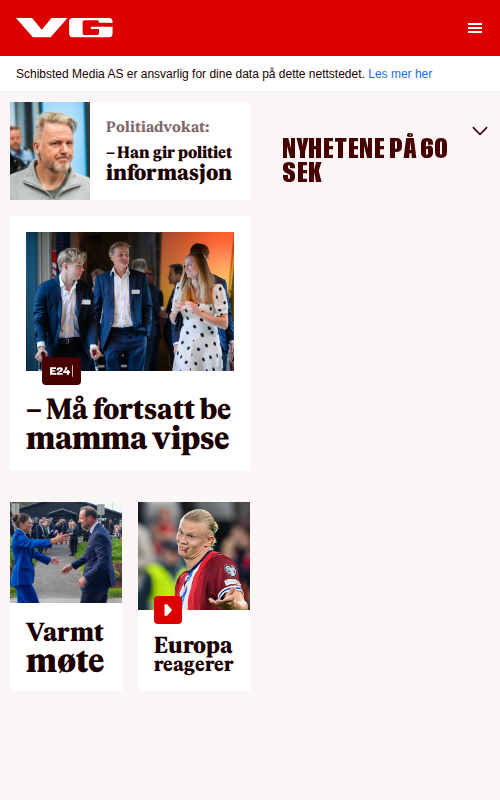 VG
Schibsted Media AS er ansvarlig for dine data på dette nettstedet. Les mer her
Politiadvokat:
– Han gir politiet
informasjon
NYHETENE PÅ 60
SEK
E24
– Må fortsatt be
mamma vipse
Varmt
møte
Europa
reagerer